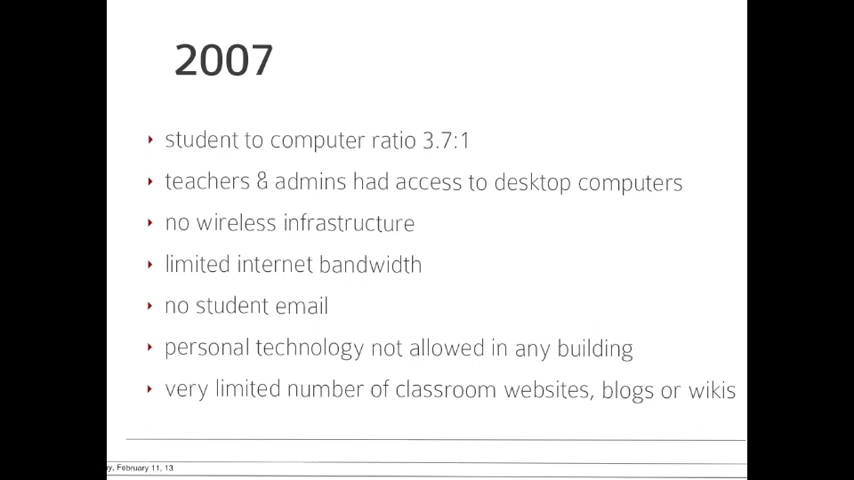 2007
student to computer ratio 3.7:1
teachers & admins had access to desktop computers
no wireless infrastructure
limited internet bandwidth
no student email
personal technology not allowed in any building
very limited number of classroom websites, blogs or wikis
y, February 11, 13